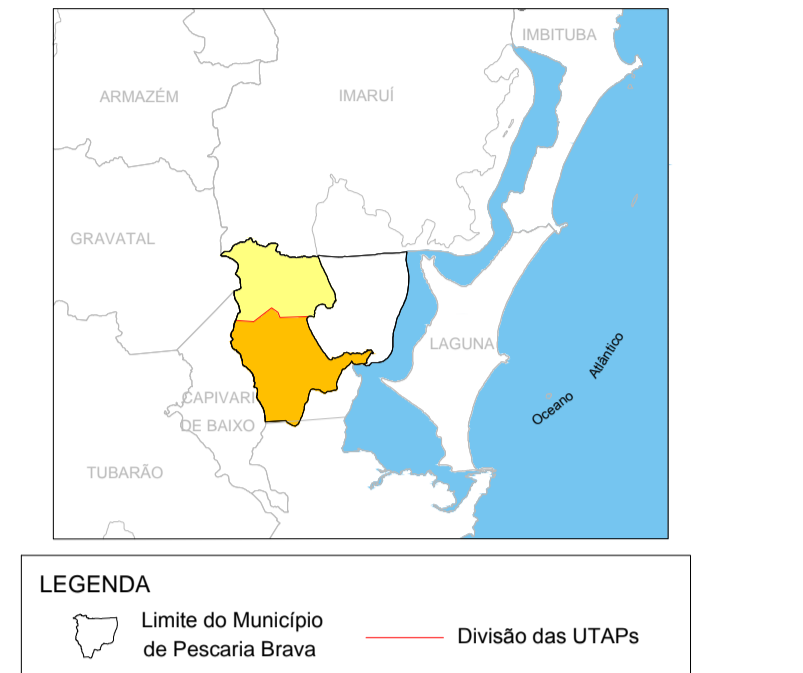 IMBITUBA
ARMAZÉM
IMARUÍ
GRAVATAL
LAGUNA
Atlântico
Oceano
CAPIVARI
DE BAIXO
TUBARÃO
LEGENDA
Limite do Município
de Pescaria Brava
Divisão das UTAPs